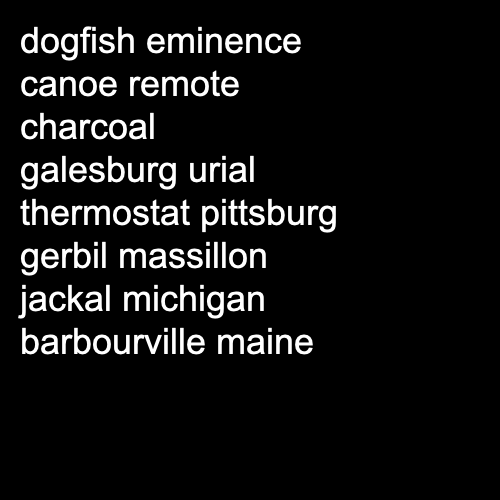 dogfish eminence
canoe remote
charcoal
galesburg urial
thermostat pittsburg
gerbil massillon
jackal michigan
barbourville maine